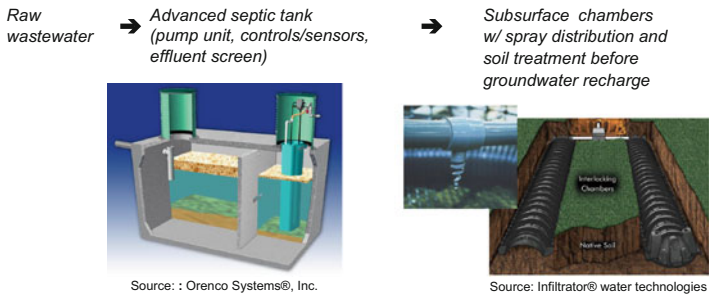 Raw
wastewater
➔ Advanced septic tank
(pump unit, controls/sensors,
effluent screen)
➔ Subsurface chambers
w/ spray distribution and
soil treatment before
groundwater recharge
Interlocking
Chambers
Native Soil
Source: : Orenco Systems®, Inc.
Source: Infiltrator® water technologies